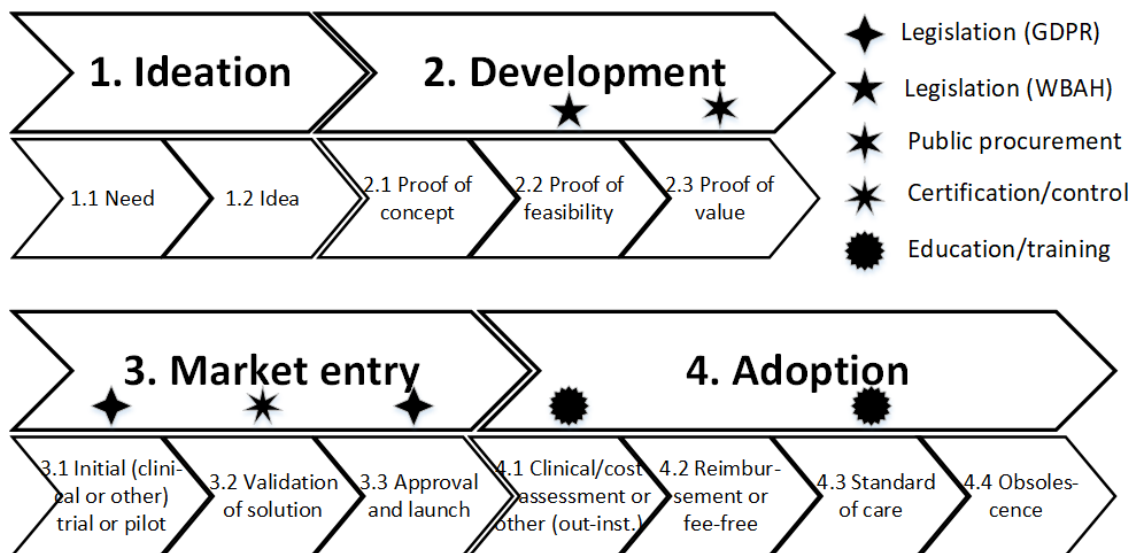 1. Ideation
2. Development
1.1 Need
1.2 Idea
2.1 Proof of
concept
2.2 Proof of
feasibility
2.3 Proof of
value
Legislation (GDPR)
Legislation (WBAH)
Public procurement
Certification/control
Education/training
3. Market entry
4. Adoption
3.1 Initial (clini-
cal or other)
trial or pilot
3.2 Validation
of solution
3.3 Approval
and launch
4.1 Clinical/cost
assessment or
other (out-inst.)
4.2 Reimbur-
sement or
fee-free
4.3 Standard
of care
4.4 Obsoles-
cence